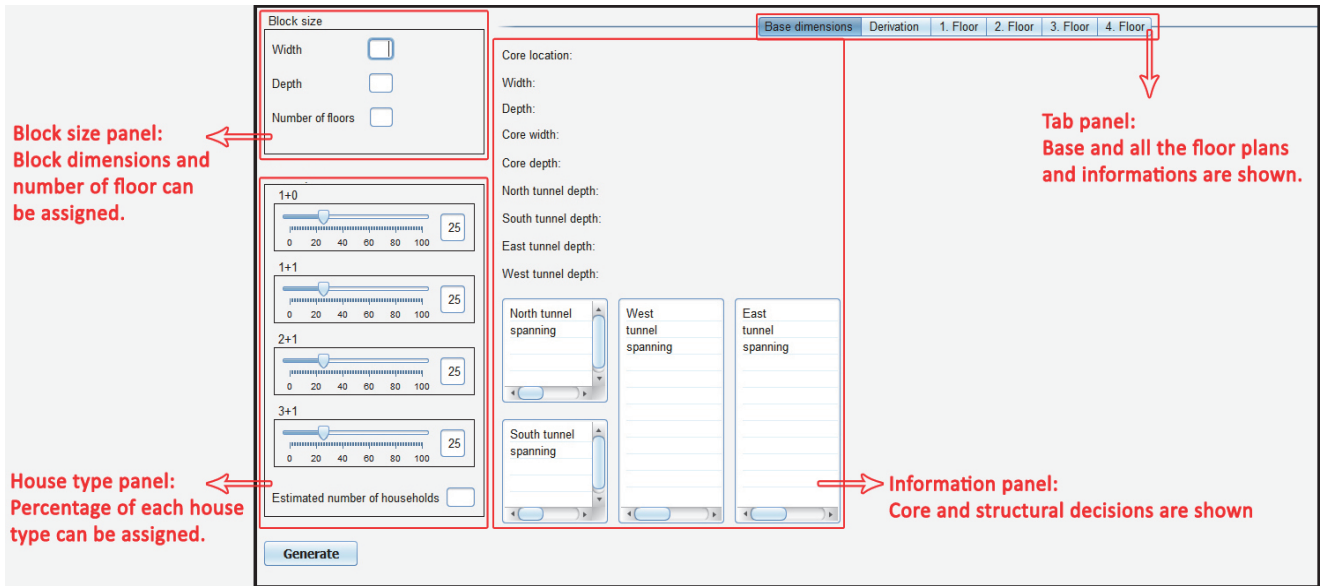 Block size
Width
Depth
Number of floors
Block size panel:
Block dimensions and
number of floor can
be assigned.
1+0
25
0 20 40 60 80 100
1+1
25
0 20 40 60 80 100
2+1
25
0 20 40 60 80 100
3+1
25
0 20 40 60 80 100
Estimated number of households
House type panel:
Percentage of each house
type can be assigned.
Generate
Base dimensions Derivation 1. Floor 2. Floor 3. Floor 4. Floor
Tab panel:
Base and all the floor plans
and informations are shown.
Core location:
Width:
Depth:
Core width:
Core depth:
North tunnel depth:
South tunnel depth:
East tunnel depth:
West tunnel depth:
North tunnel
spanning
West
tunnel
spanning
East
tunnel
spanning
South tunnel
spanning
Information panel:
Core and structural decisions are shown